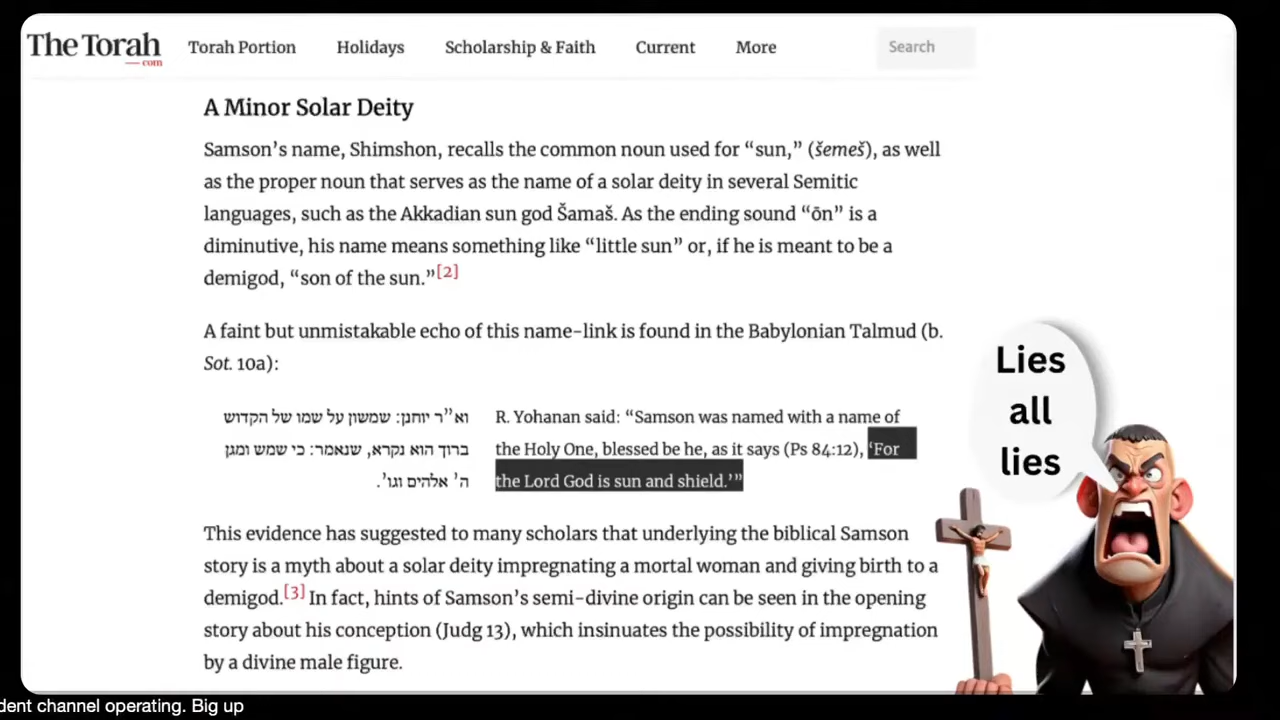 The Torah
com
Torah Portion Holidays Scholarship & Faith Current More Search
A Minor Solar Deity
Samson’s name, Shimshon, recalls the common noun used for “sun,” (šemeš), as well
as the proper noun that serves as the name of a solar deity in several Semitic
languages, such as the Akkadian sun god Šamaš. As the ending sound “ōn” is a
diminutive, his name means something like “little sun” or, if he is meant to be a
demigod, “son of the sun.”[2]
A faint but unmistakable echo of this name-link is found in the Babylonian Talmud (b.
Sot. 10a):
וא”ר יוחנן: שמשון על שמו של הקדוש
ברוך הוא נקרא, שנאמר: כי שמש ומגן
ה’ אלהים וגו’.
R. Yohanan said: “Samson was named with a name of
the Holy One, blessed be he, as it says (Ps 84:12), ‘For
the Lord God is sun and shield.’”
This evidence has suggested to many scholars that underlying the biblical Samson
story is a myth about a solar deity impregnating a mortal woman and giving birth to a
demigod.[3] In fact, hints of Samson’s semi-divine origin can be seen in the opening
story about his conception (Judg 13), which insinuates the possibility of impregnation
by a divine male figure.
Lies
all
lies
dent channel operating. Big up